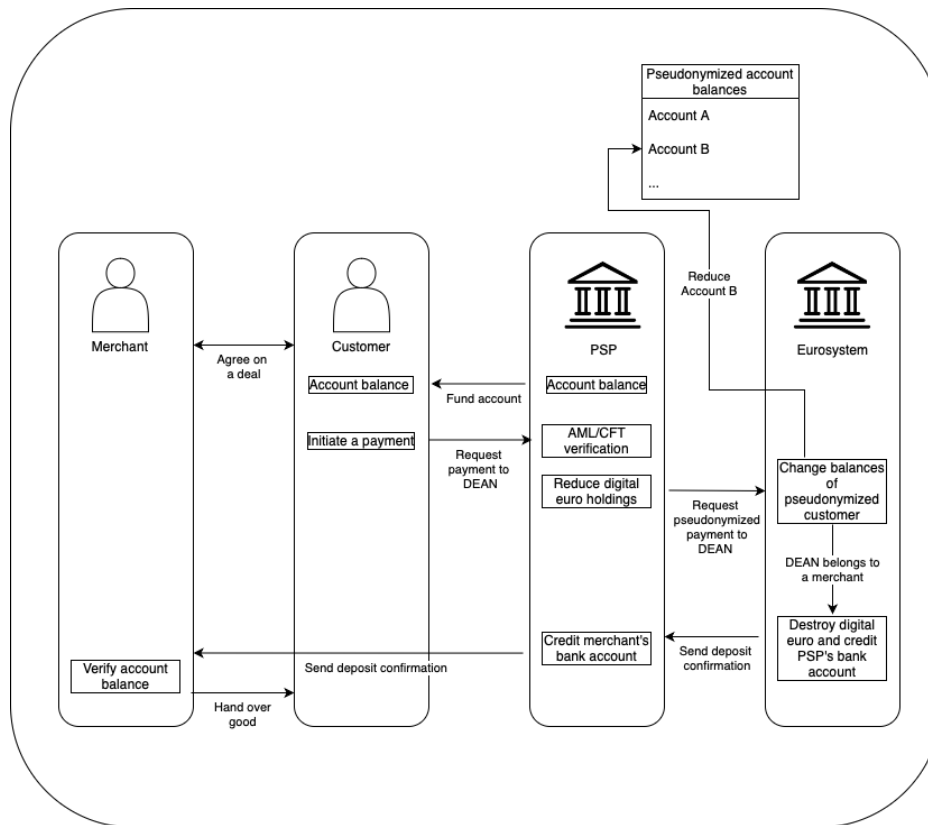 Pseudonymized account
balances
Account A
Account B
...
Reduce
Account B
Merchant
Customer
PSP
Eurosystem
Agree on
a deal
Account balance
Fund account
Account balance
Initiate a payment
Request
payment to
DEAN
AML/CFT
verification
Reduce digital
euro holdings
Request
pseudonymized
payment to
DEAN
Change balances
of
pseudonymized
customer
DEAN belongs to
a merchant
Destroy digital
euro and credit
PSP's bank
account
Send deposit
confirmation
Credit merchant's
bank account
Send deposit confirmation
Verify account
balance
Hand over
good